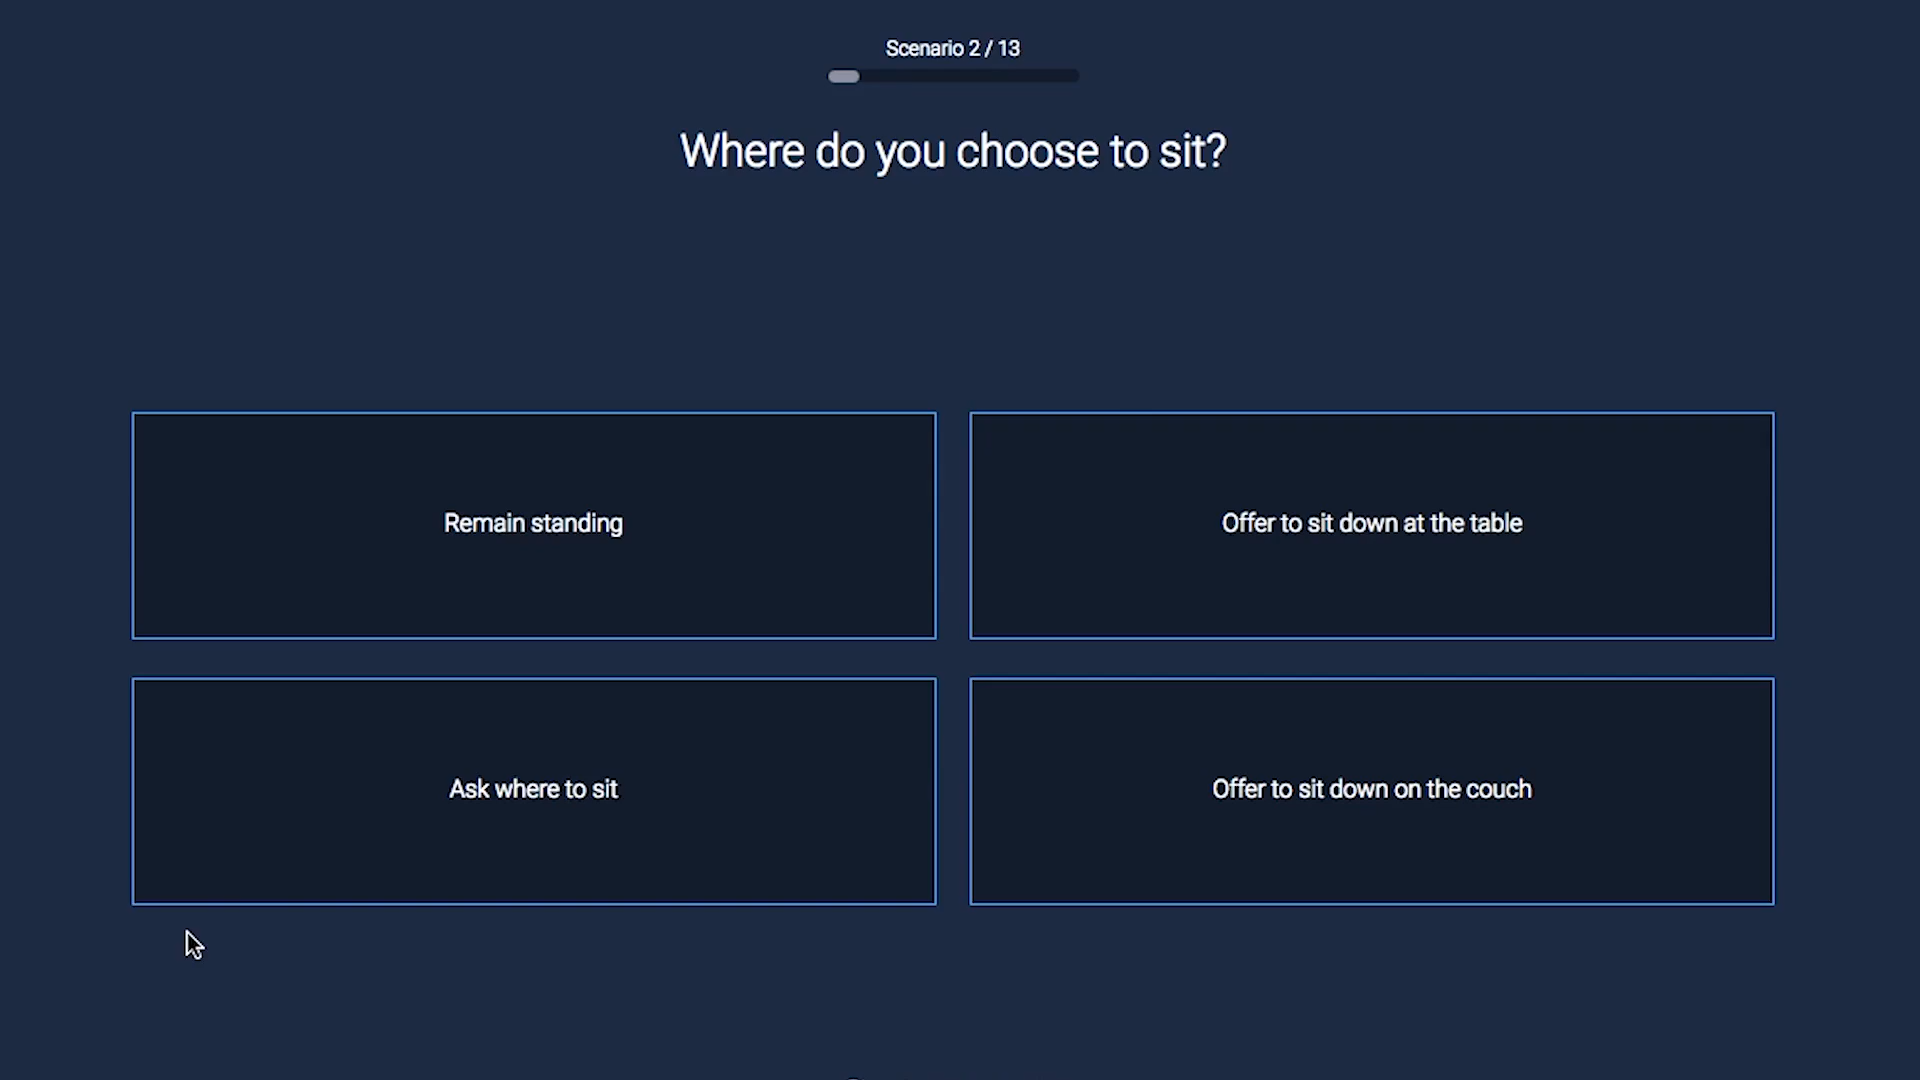 Scenario 2 / 13
Where do you choose to sit?
Remain standing
Offer to sit down at the table
Ask where to sit
Offer to sit down on the couch